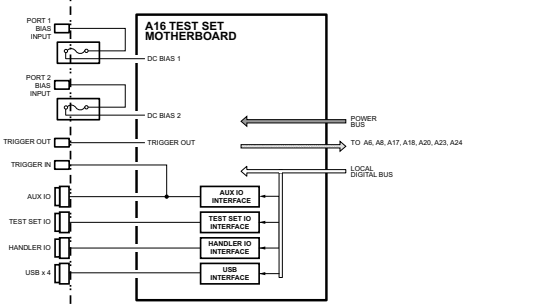 PORT 1
BIAS
INPUT
A16 TEST SET
MOTHERBOARD
DC BIAS 1
PORT 2
BIAS
INPUT
DC BIAS 2
POWER
BUS
TRIGGER OUT
TRIGGER OUT
TO A6, A8, A17, A18, A20, A23, A24
TRIGGER IN
LOCAL
DIGITAL BUS
AUX IO
AUX IO
INTERFACE
TEST SET IO
TEST SET IO
INTERFACE
HANDLER IO
HANDLER IO
INTERFACE
USB x 4
USB
INTERFACE